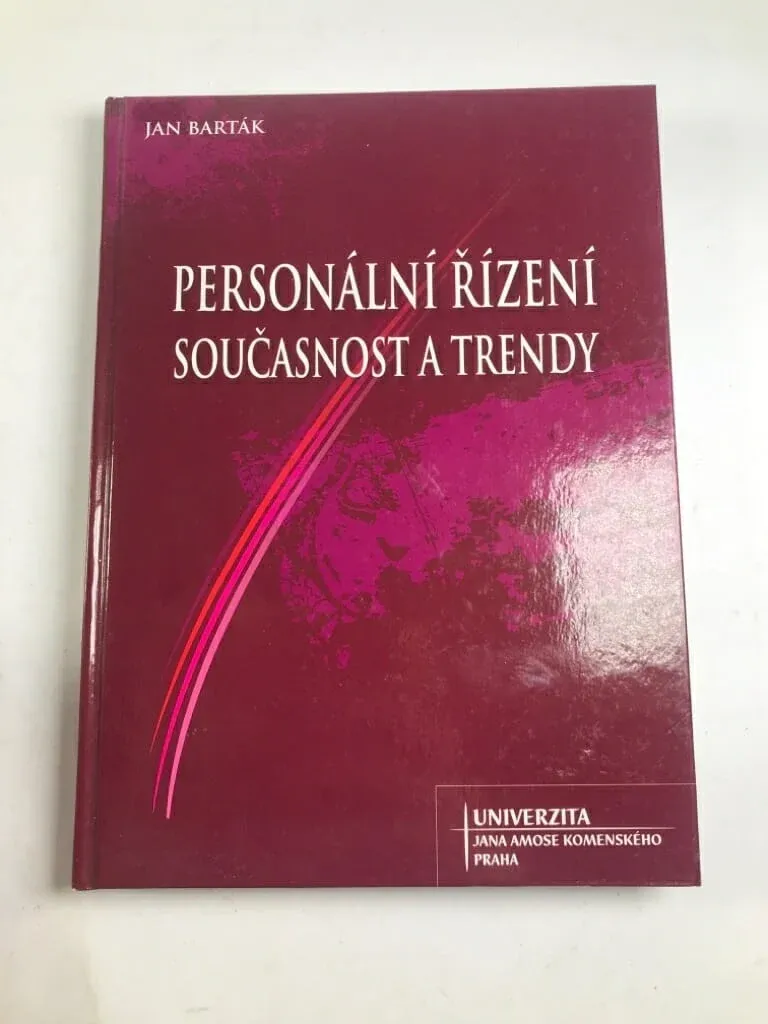 JAN BARTÁK
PERSONÁLNÍ ŘÍZENÍ
SOUČASNOST A TRENDY
UNIVERZITA
JANA AMOSE KOMENSKÉHO
PRAHA